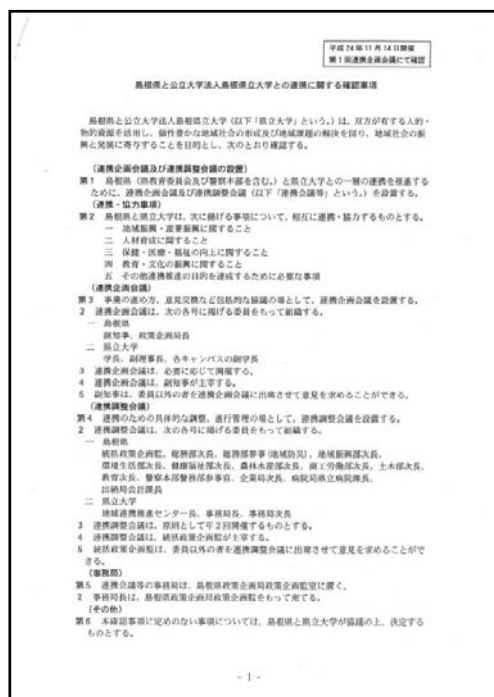 平成24年11月14日開催
第1回連携企画会議にて確認
島根県と公立大学法人島根県立大学との連携に関する確認事項
島根県と公立大学法人島根県立大学（以下「県立大学」という。）は、双方が有する人的・
物的資源を活用し、個性豊かな地域社会の形成及び地域課題の解決を図り、地域社会の振
興と発展に寄与することを目的とし、次のとおり確認する。
（連携企画会議及び連携調整会議の設置）
第1　島根県（県教育委員会及び警察本部を含む。）と県立大学との一層の連携を推進する
ために、連携企画会議及び連携調整会議（以下「連携会議等」という。）を設置する。
（連携・協力事項）
第2　島根県と県立大学は、次に掲げる事項について、相互に連携・協力するものとする。
一　地域振興・産業振興に関すること
二　人材育成に関すること
三　保健・医療・福祉の向上に関すること
四　教育・文化の振興に関すること
五　その他連携推進の目的を達成するために必要な事項
（連携企画会議）
第3　事業の進め方、意見交換など包括的な協議の場として、連携企画会議を設置する。
2　連携企画会議は、次の各号に掲げる委員をもって組織する。
一　島根県
副知事、政策企画局長
二　県立大学
学長、副理事長、各キャンパスの副学長
3　連携企画会議は、必要に応じて開催する。
4　連携企画会議は、副知事が主宰する。
5　副知事は、委員以外の者を連携企画会議に出席させて意見を求めることができる。
（連携調整会議）
第4　連携のための具体的な調整、進行管理の場として、連携調整会議を設置する。
2　連携調整会議は、次の各号に掲げる委員をもって組織する。
一　島根県
統括政策企画監、総務部次長、総務部参事（地域防災）、地域振興部次長、
環境生活部次長、健康福祉部次長、農林水産部次長、商工労働部次長、土木部次長、
教育次長、警察本部警務部参事官、企業局次長、病院局県立病院課長、
出納局会計課長
二　県立大学
地域連携推進センター長、事務局長、事務局次長
3　連携調整会議は、原則として年2回開催するものとする。
4　連携調整会議は、統括政策企画監が主宰する。
5　統括政策企画監は、委員以外の者を連携調整会議に出席させて意見を求めることがで
きる。
（事務局）
第5　連携会議等の事務局は、島根県政策企画局政策企画監室に置く。
2　事務局長は、島根県政策企画局政策企画監をもって充てる。
（その他）
第6　本確認事項に定めのない事項については、島根県と県立大学が協議の上、決定する
ものとする。
- 1 -